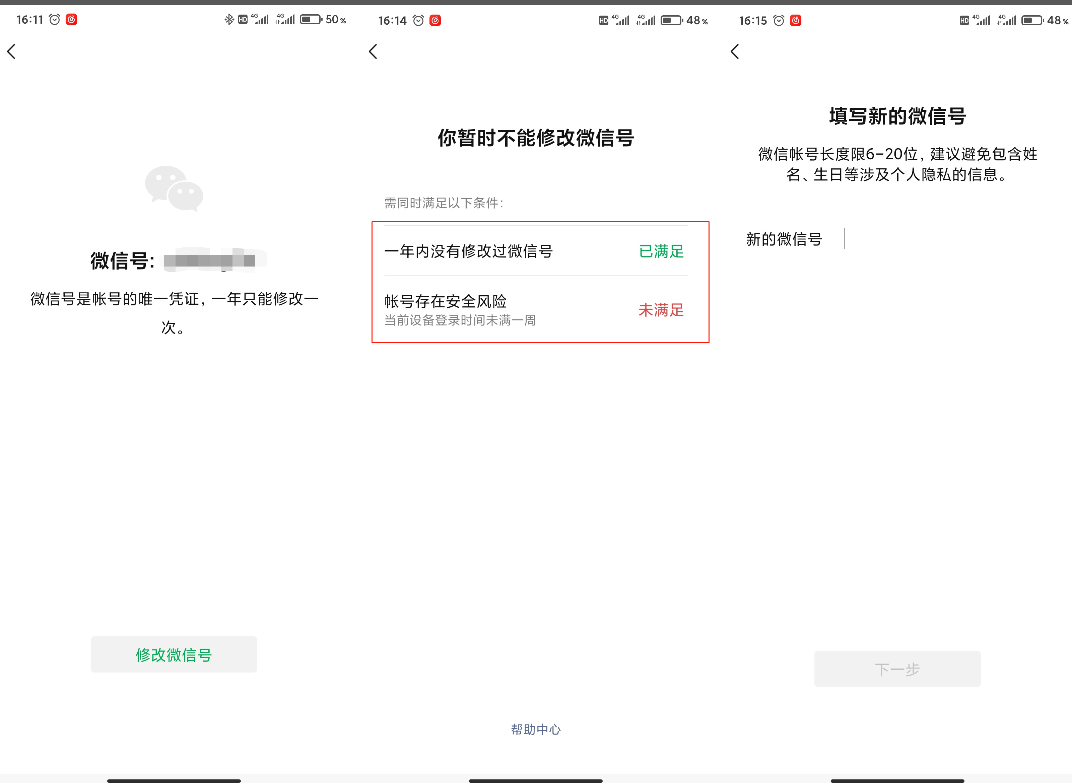 16:11
50%
微信号:
微信号是帐号的唯一凭证, 一年只能修改一
次。
修改微信号
16:14
48%
你暂时不能修改微信号
需同时满足以下条件:
一年内没有修改过微信号
已满足
帐号存在安全风险
当前设备登录时间未满一周
未满足
帮助中心
16:15
48%
填写新的微信号
微信帐号长度限6-20位, 建议避免包含姓
名、生日等涉及个人隐私的信息。
新的微信号
下一步